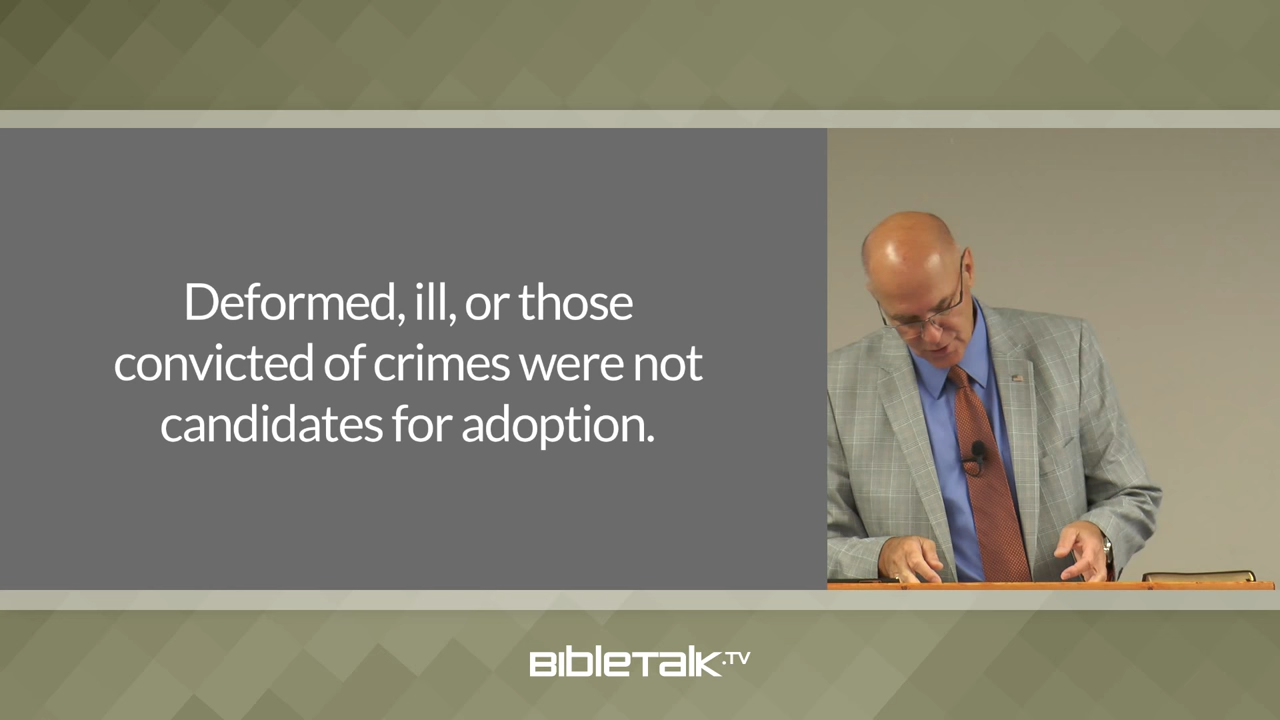 Deformed, ill, or those
convicted of crimes were not
candidates for adoption.
BIBLETALK.TV